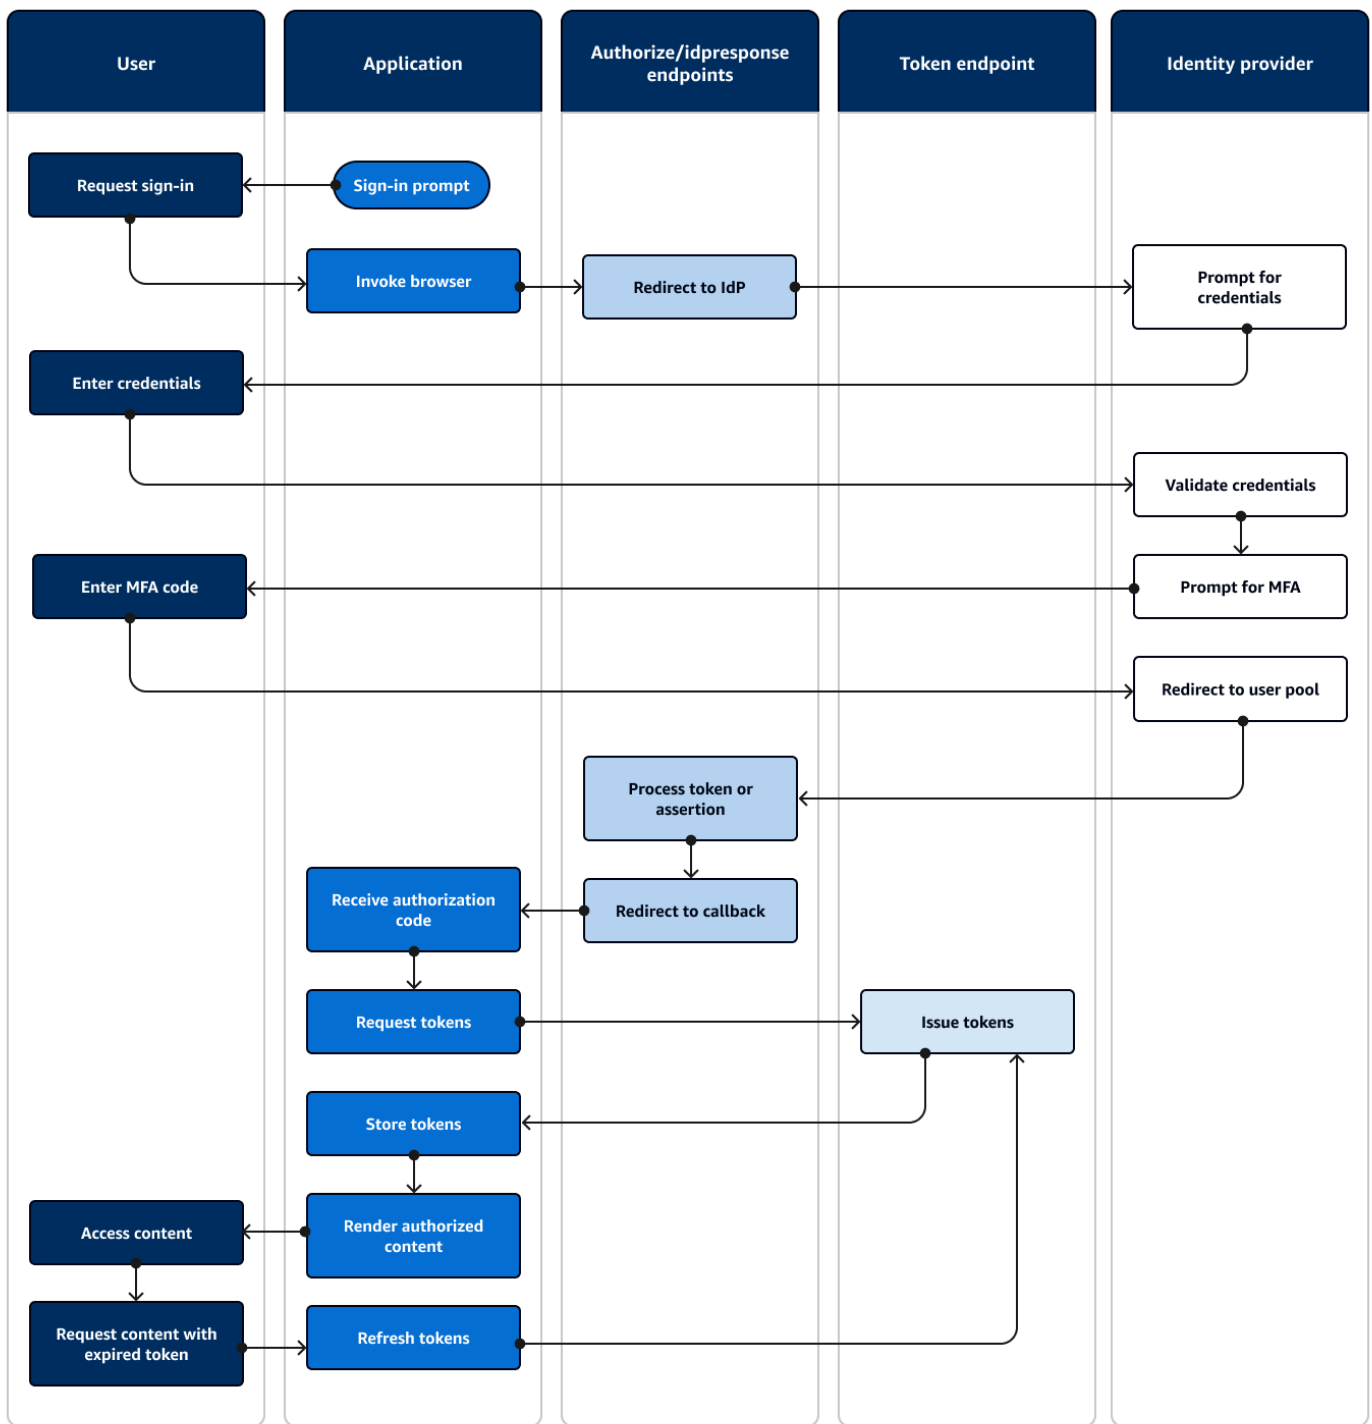 User
Application
Authorize/idpresponse
endpoints
Token endpoint
Identity provider
Request sign-in
Sign-in prompt
Invoke browser
Redirect to IdP
Prompt for
credentials
Enter credentials
Validate credentials
Enter MFA code
Prompt for MFA
Redirect to user pool
Process token or
assertion
Receive authorization
code
Redirect to callback
Request tokens
Issue tokens
Store tokens
Access content
Render authorized
content
Request content with
expired token
Refresh tokens